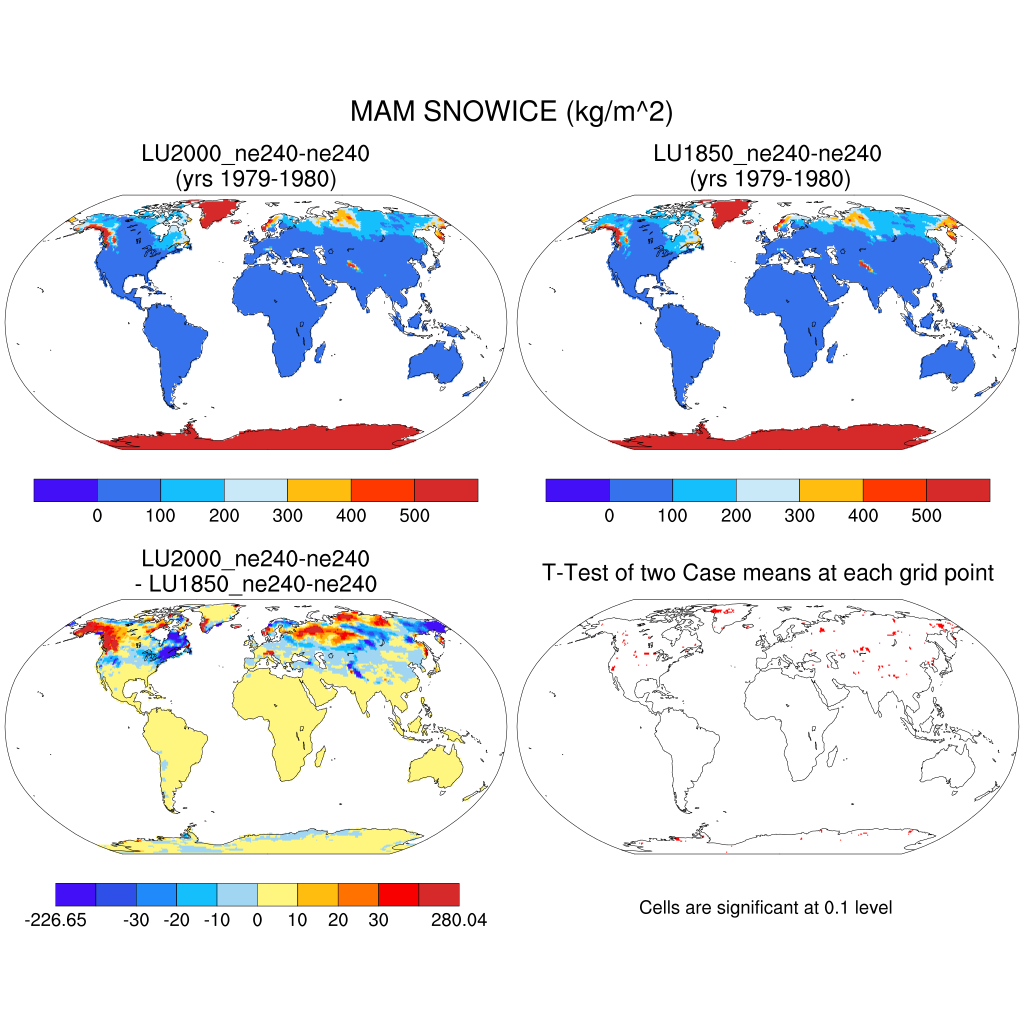 MAM SNOWICE (kg/m^2)
LU2000_ne240-ne240
(yrs 1979-1980)
LU1850_ne240-ne240
(yrs 1979-1980)
0 100 200 300 400 500
0 100 200 300 400 500
LU2000_ne240-ne240
- LU1850_ne240-ne240
T-Test of two Case means at each grid point
-226.65 -30 -20 -10 0 10 20 30 280.04
Cells are significant at 0.1 level